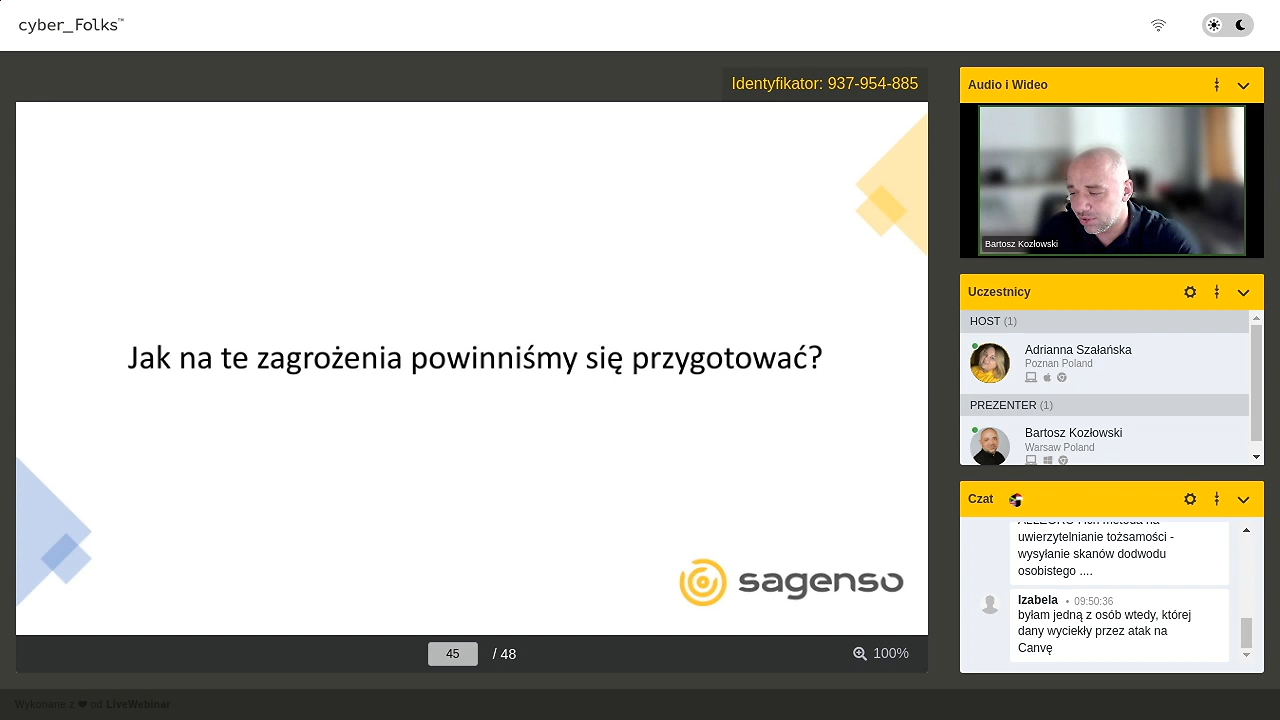 cyber_Folks™
Identyfikator: 937-954-885
Jak na te zagrożenia powinniśmy się przygotować?
sagenso
45 / 48
100%
Audio i Wideo
Bartosz Kozłowski
Uczestnicy
HOST (1)
Adrianna Szałańska
Poznan Poland
PREZENTER (1)
Bartosz Kozłowski
Warsaw Poland
Czat
uwierzytelnianie tożsamości -
wysyłanie skanów dodwodu
osobistego ....
Izabela • 09:50:36
byłam jedną z osób wtedy, której
dany wyciekły przez atak na
Canvę
Wykonane z ❤ od LiveWebinar